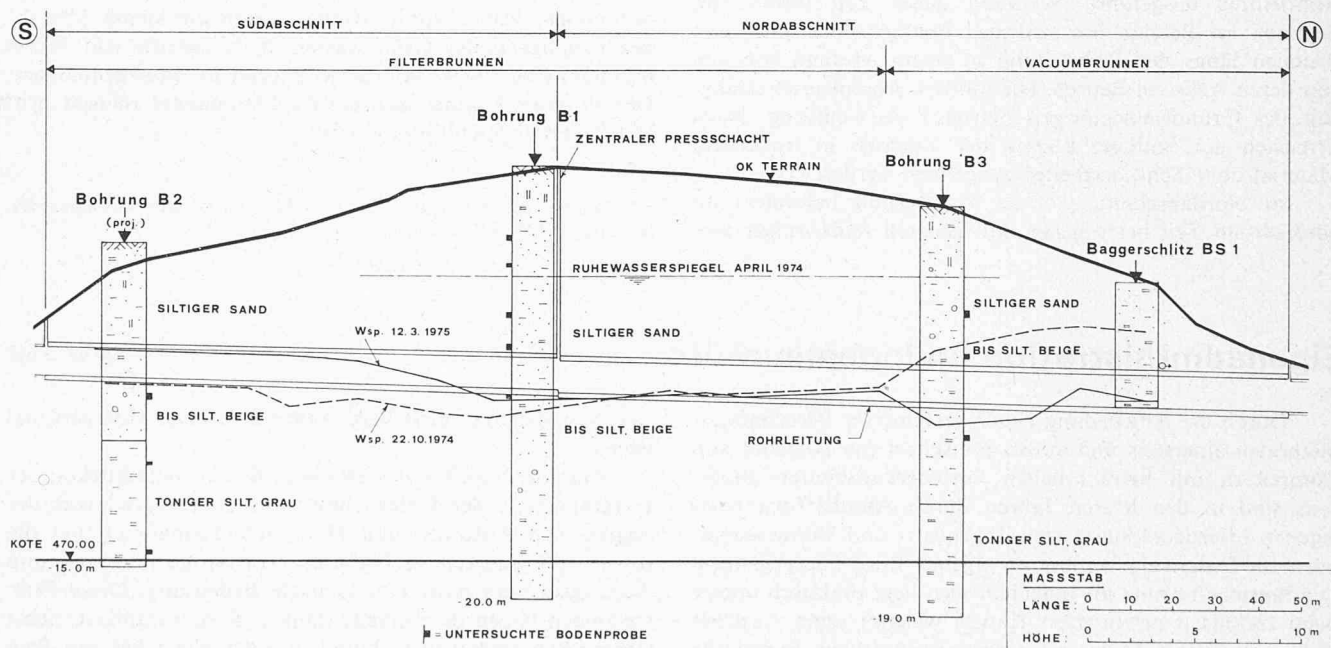 S SÜDABSCHNITT NORDABSCHNITT N
FILTERBRUNNEN VACUUMBRUNNEN
Bohrung B1
ZENTRALER PRESSSCHACHT
OK TERRAIN
Bohrung B3
Bohrung B2
(proj.)
Baggerschlitz BS 1
RUHEWASSERSPIEGEL APRIL 1974
SILTIGER SAND
SILTIGER SAND
SILTIGER SAND
Wsp. 12.3.1975
BIS SILT, BEIGE
BIS SILT, BEIGE
BIS SILT, BEIGE
Wsp. 22.10.1974
ROHRLEITUNG
TONIGER SILT, GRAU
TONIGER SILT, GRAU
KOTE 470.00
-15.0 m
-20.0 m
-19.0 m
= UNTERSUCHTE BODENPROBE
MASSSTAB
LÄNGE: 0 10 20 30 40 50 m
HÖHE: 0 5 10 m